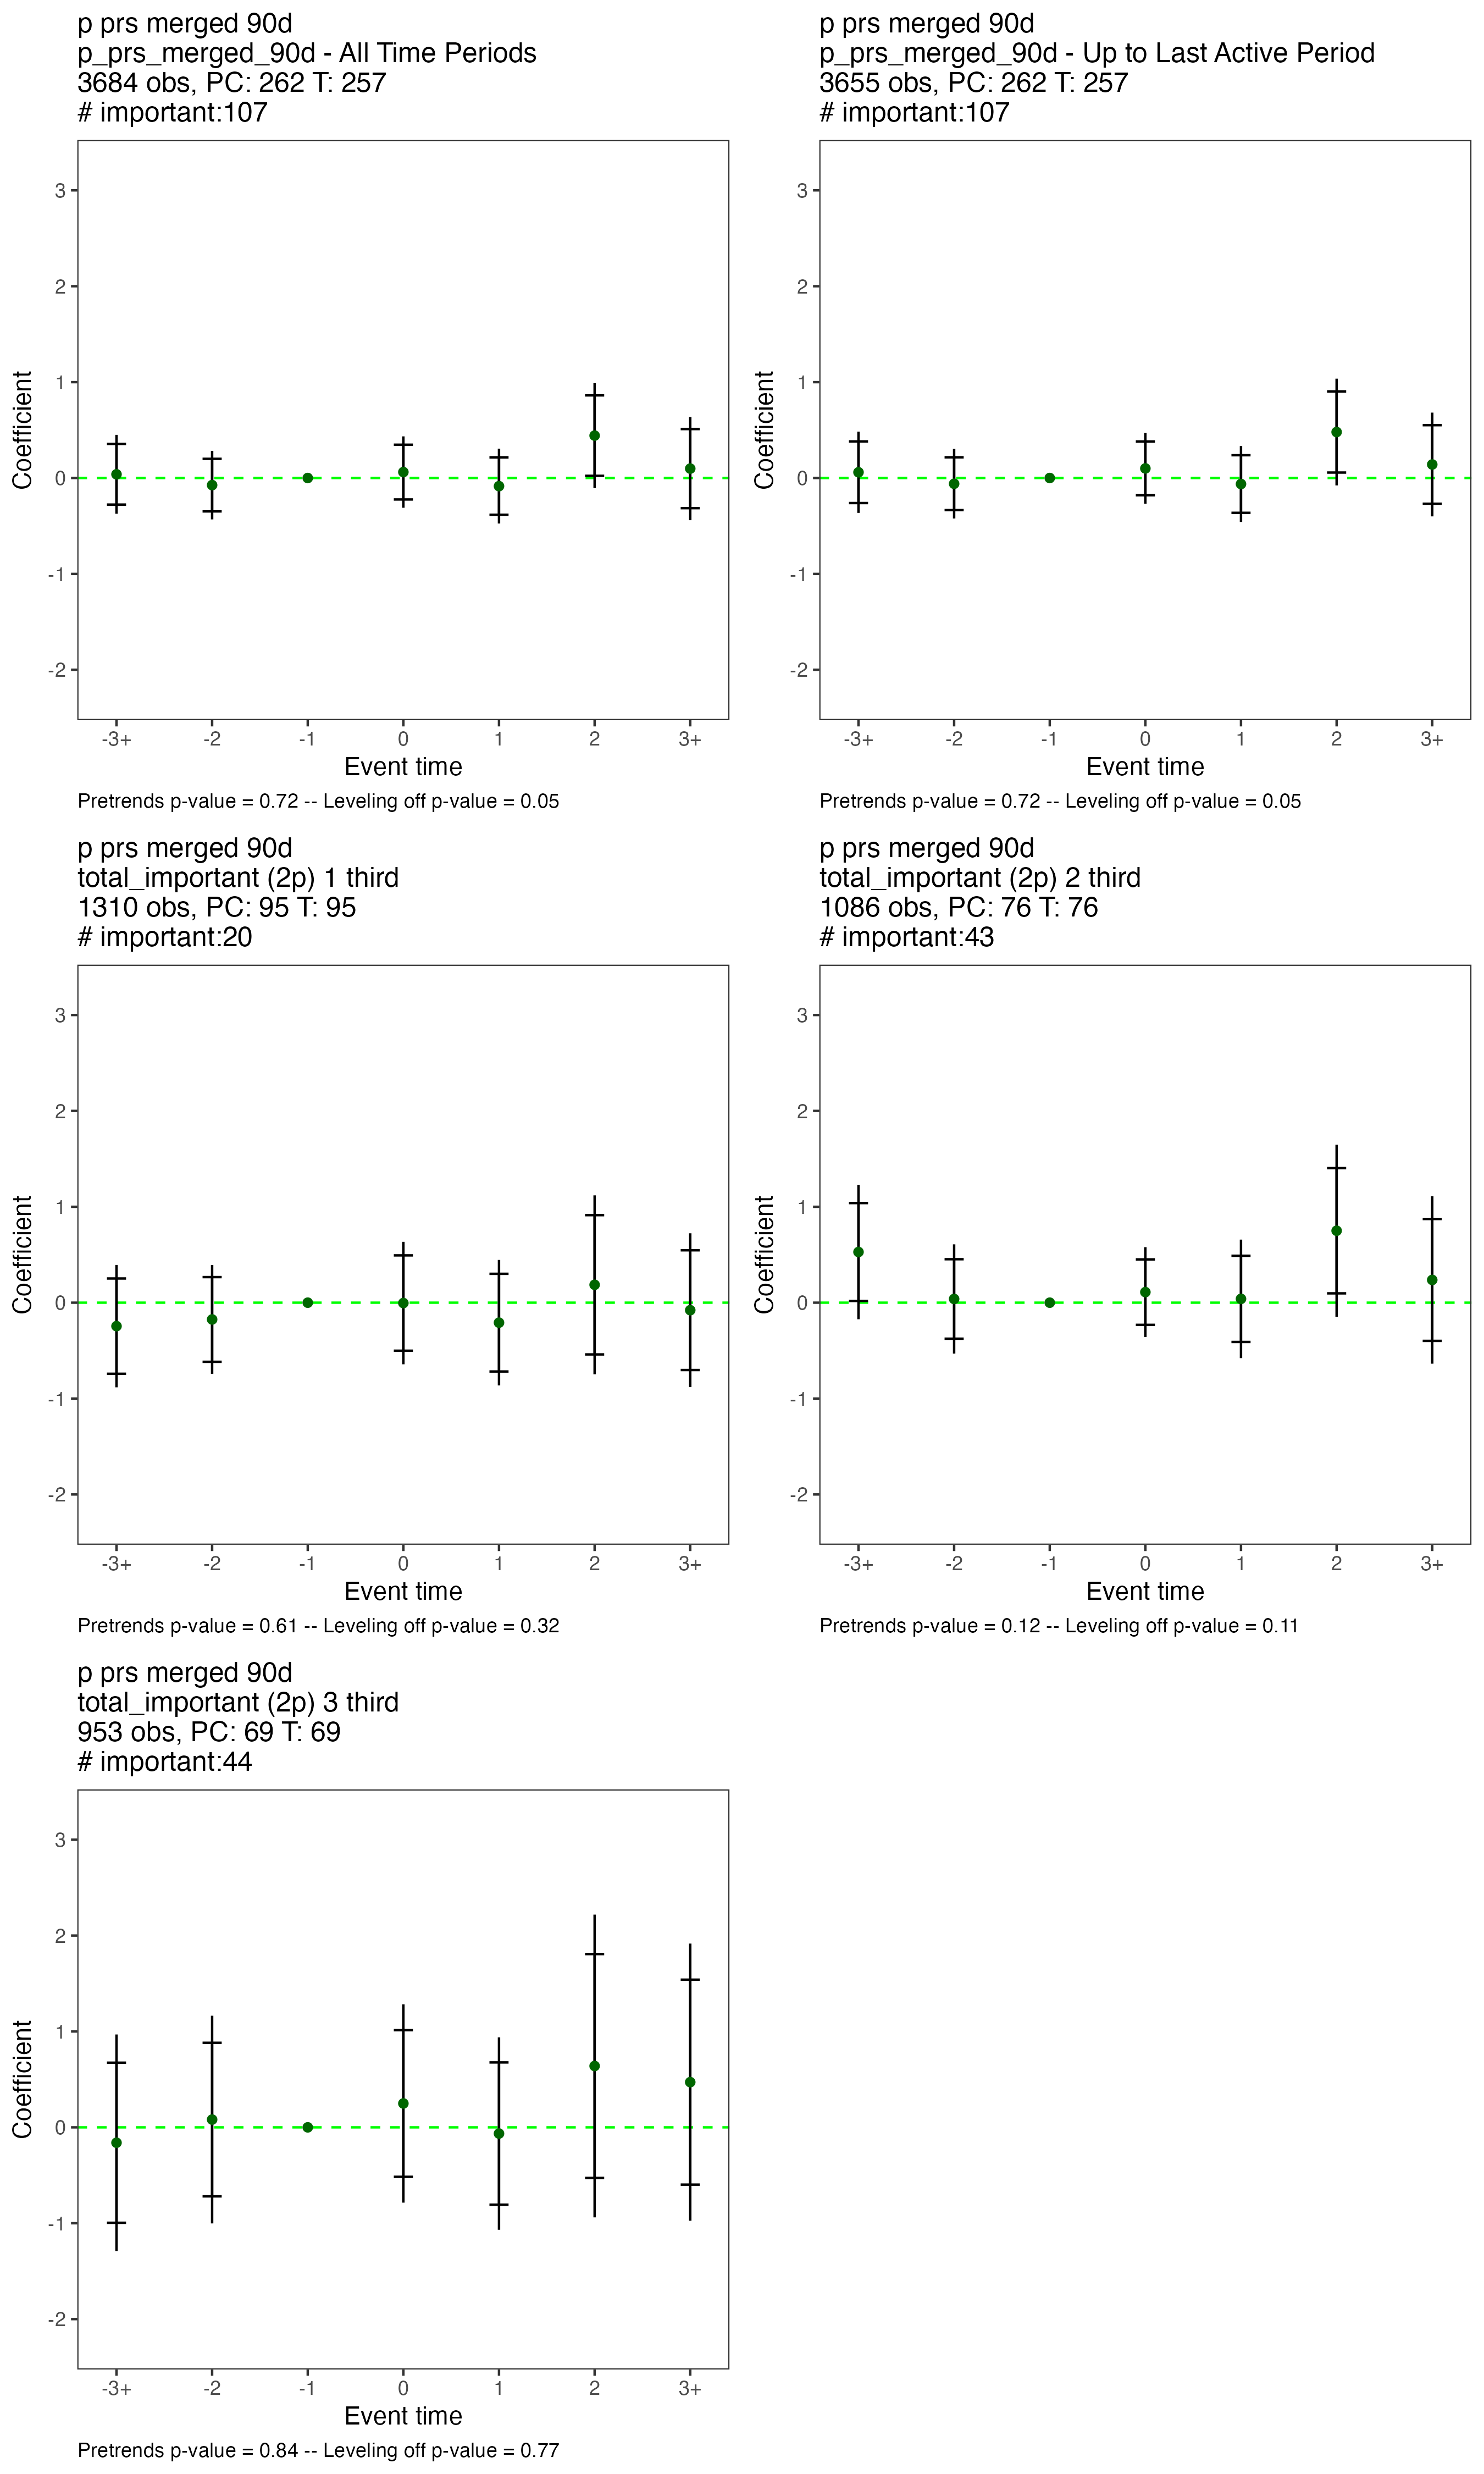 p prs merged 90d
p_prs_merged_90d - All Time Periods
3684 obs, PC: 262 T: 257
# important:107
Coefficient
3
2
1
0
-1
-2
-3+ -2 -1 0 1 2 3+
Event time
Pretrends p-value = 0.72 -- Leveling off p-value = 0.05
p prs merged 90d
p_prs_merged_90d - Up to Last Active Period
3655 obs, PC: 262 T: 257
# important:107
Coefficient
3
2
1
0
-1
-2
-3+ -2 -1 0 1 2 3+
Event time
Pretrends p-value = 0.72 -- Leveling off p-value = 0.05
p prs merged 90d
total_important (2p) 1 third
1310 obs, PC: 95 T: 95
# important:20
Coefficient
3
2
1
0
-1
-2
-3+ -2 -1 0 1 2 3+
Event time
Pretrends p-value = 0.61 -- Leveling off p-value = 0.32
p prs merged 90d
total_important (2p) 2 third
1086 obs, PC: 76 T: 76
# important:43
Coefficient
3
2
1
0
-1
-2
-3+ -2 -1 0 1 2 3+
Event time
Pretrends p-value = 0.12 -- Leveling off p-value = 0.11
p prs merged 90d
total_important (2p) 3 third
953 obs, PC: 69 T: 69
# important:44
Coefficient
3
2
1
0
-1
-2
-3+ -2 -1 0 1 2 3+
Event time
Pretrends p-value = 0.84 -- Leveling off p-value = 0.77